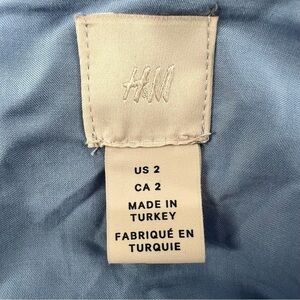 H&M
US 2
CA 2
MADE IN
TURKEY
FABRIQUÉ EN
TURQUIE